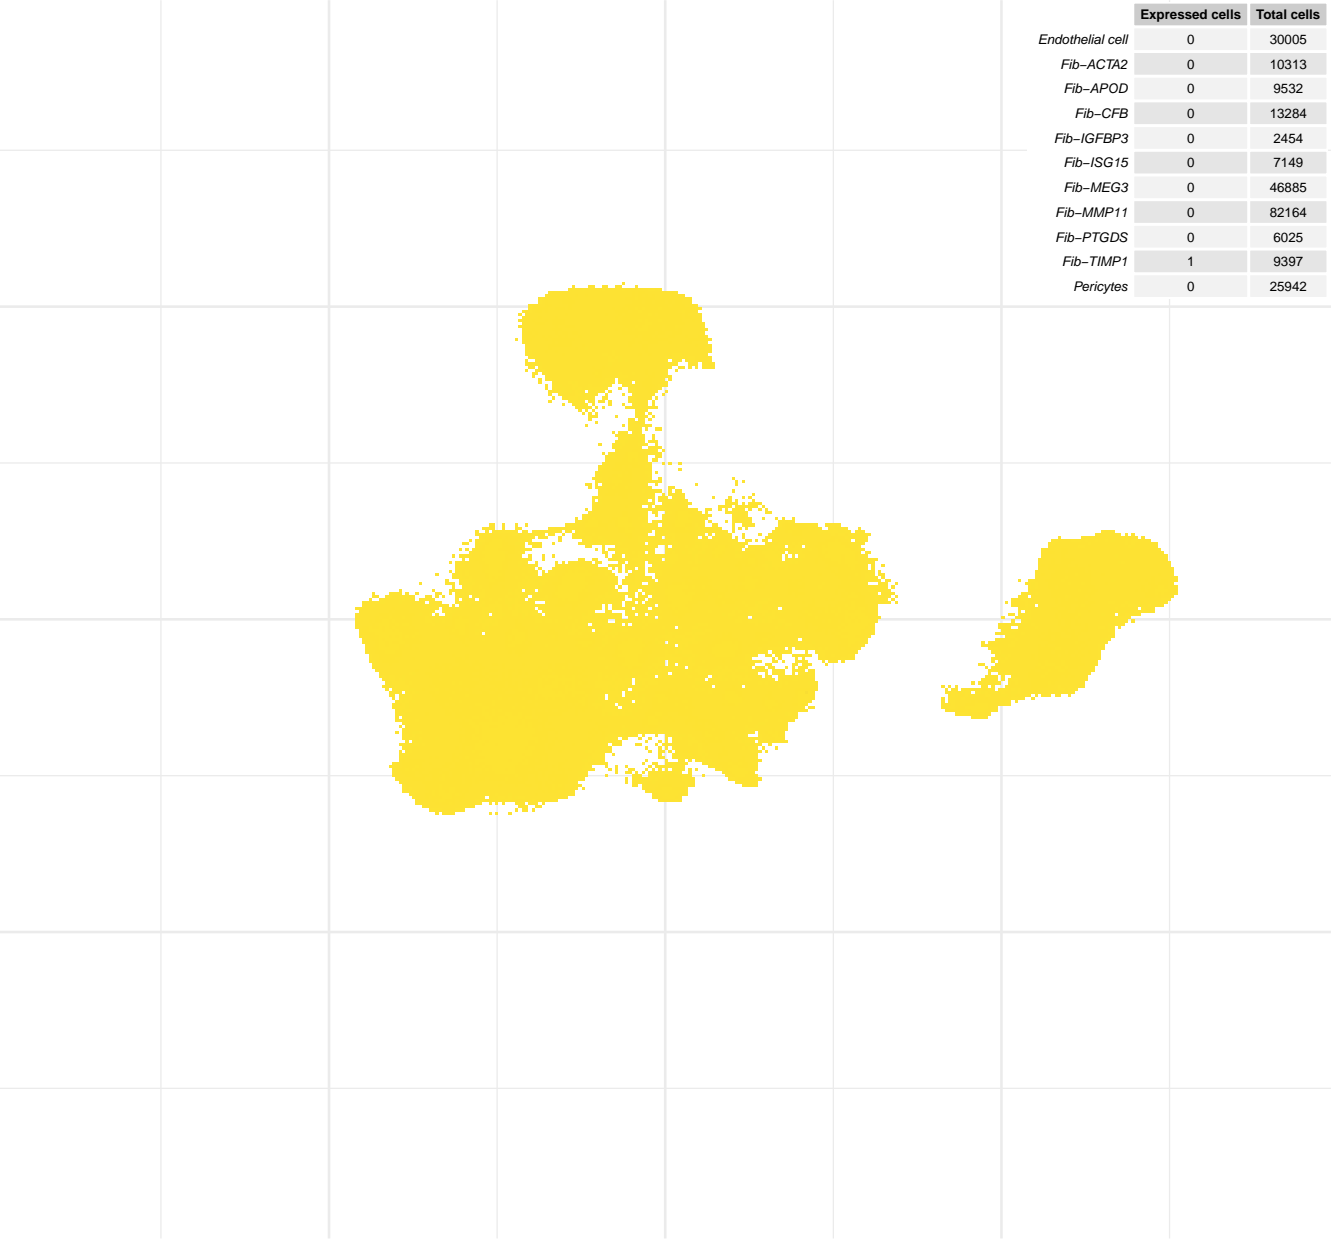 Expressed cells Total cells
Endothelial cell 0 30005
Fib−ACTA2 0 10313
Fib−APOD 0 9532
Fib−CFB 0 13284
Fib−IGFBP3 0 2454
Fib−ISG15 0 7149
Fib−MEG3 0 46885
Fib−MMP11 0 82164
Fib−PTGDS 0 6025
Fib−TIMP1 1 9397
Pericytes 0 25942